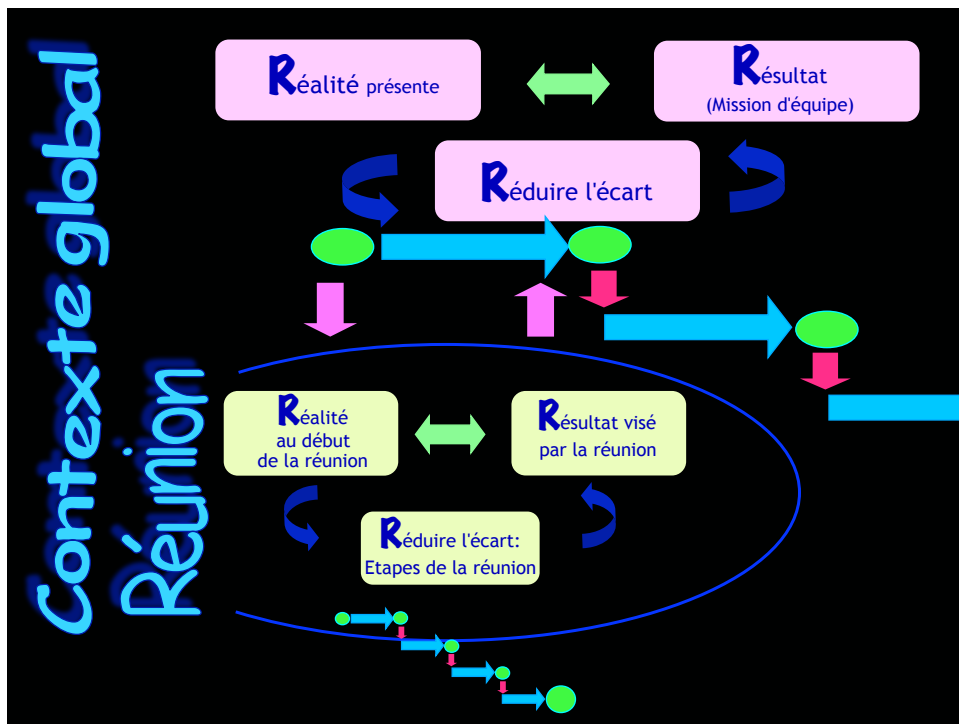 Contexte global
Réunion
Réalité présente
Résultat
(Mission d'équipe)
Réduire l'écart
Réalité
au début
de la réunion
Résultat visé
par la réunion
Réduire l'écart:
Etapes de la réunion